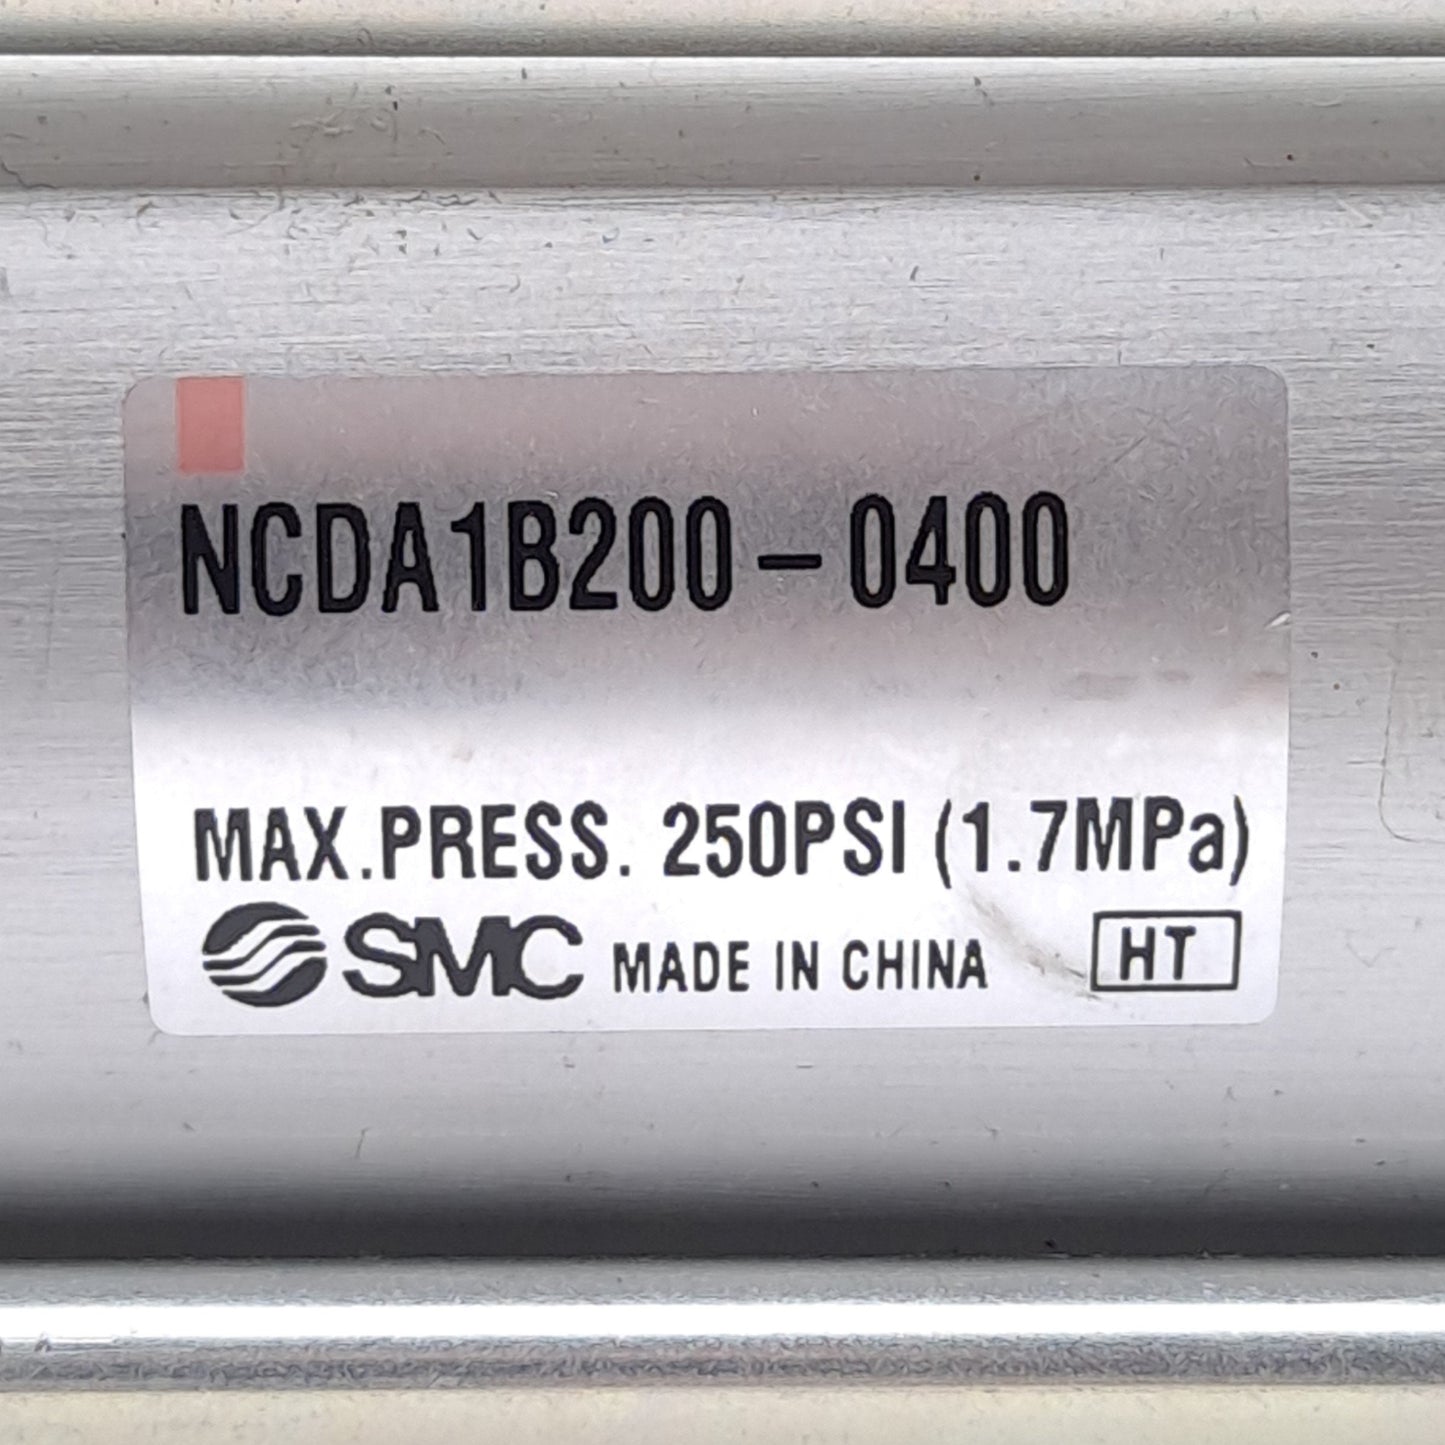 NCDA1B200-0400
MAX.PRESS. 250PSI (1.7MPa)
SMC MADE IN CHINA HT